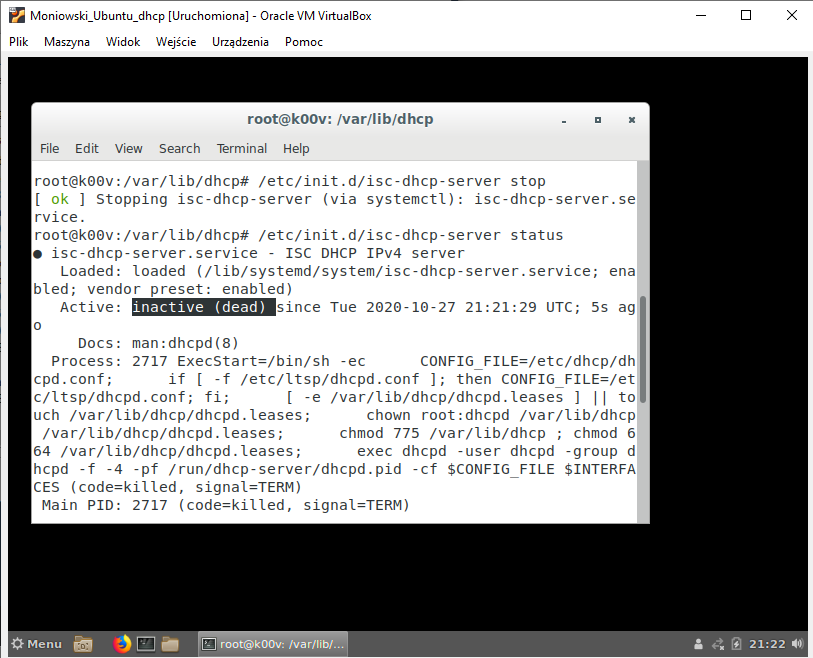 Moniowski_Ubuntu_dhcp [Uruchomiona] - Oracle VM VirtualBox
Plik Maszyna Widok Wejście Urządzenia Pomoc
root@k00v: /var/lib/dhcp
File Edit View Search Terminal Help
root@k00v:/var/lib/dhcp# /etc/init.d/isc-dhcp-server stop
[ ok ] Stopping isc-dhcp-server (via systemctl): isc-dhcp-server.se
rvice.
root@k00v:/var/lib/dhcp# /etc/init.d/isc-dhcp-server status
● isc-dhcp-server.service - ISC DHCP IPv4 server
Loaded: loaded (/lib/systemd/system/isc-dhcp-server.service; ena
bled; vendor preset: enabled)
Active: inactive (dead) since Tue 2020-10-27 21:21:29 UTC; 5s ag
o
Docs: man:dhcpd(8)
Process: 2717 ExecStart=/bin/sh -ec CONFIG_FILE=/etc/dhcp/dh
cpd.conf; if [ -f /etc/ltsp/dhcpd.conf ]; then CONFIG_FILE=/et
c/ltsp/dhcpd.conf; fi; [ -e /var/lib/dhcp/dhcpd.leases ] || to
uch /var/lib/dhcp/dhcpd.leases; chown root:dhcpd /var/lib/dhcp
/var/lib/dhcp/dhcpd.leases; chmod 775 /var/lib/dhcp ; chmod 6
64 /var/lib/dhcp/dhcpd.leases; exec dhcpd -user dhcpd -group d
hcpd -f -4 -pf /run/dhcp-server/dhcpd.pid -cf $CONFIG_FILE $INTERFA
CES (code=killed, signal=TERM)
Main PID: 2717 (code=killed, signal=TERM)
Menu root@k00v: /var/lib/... 21:22